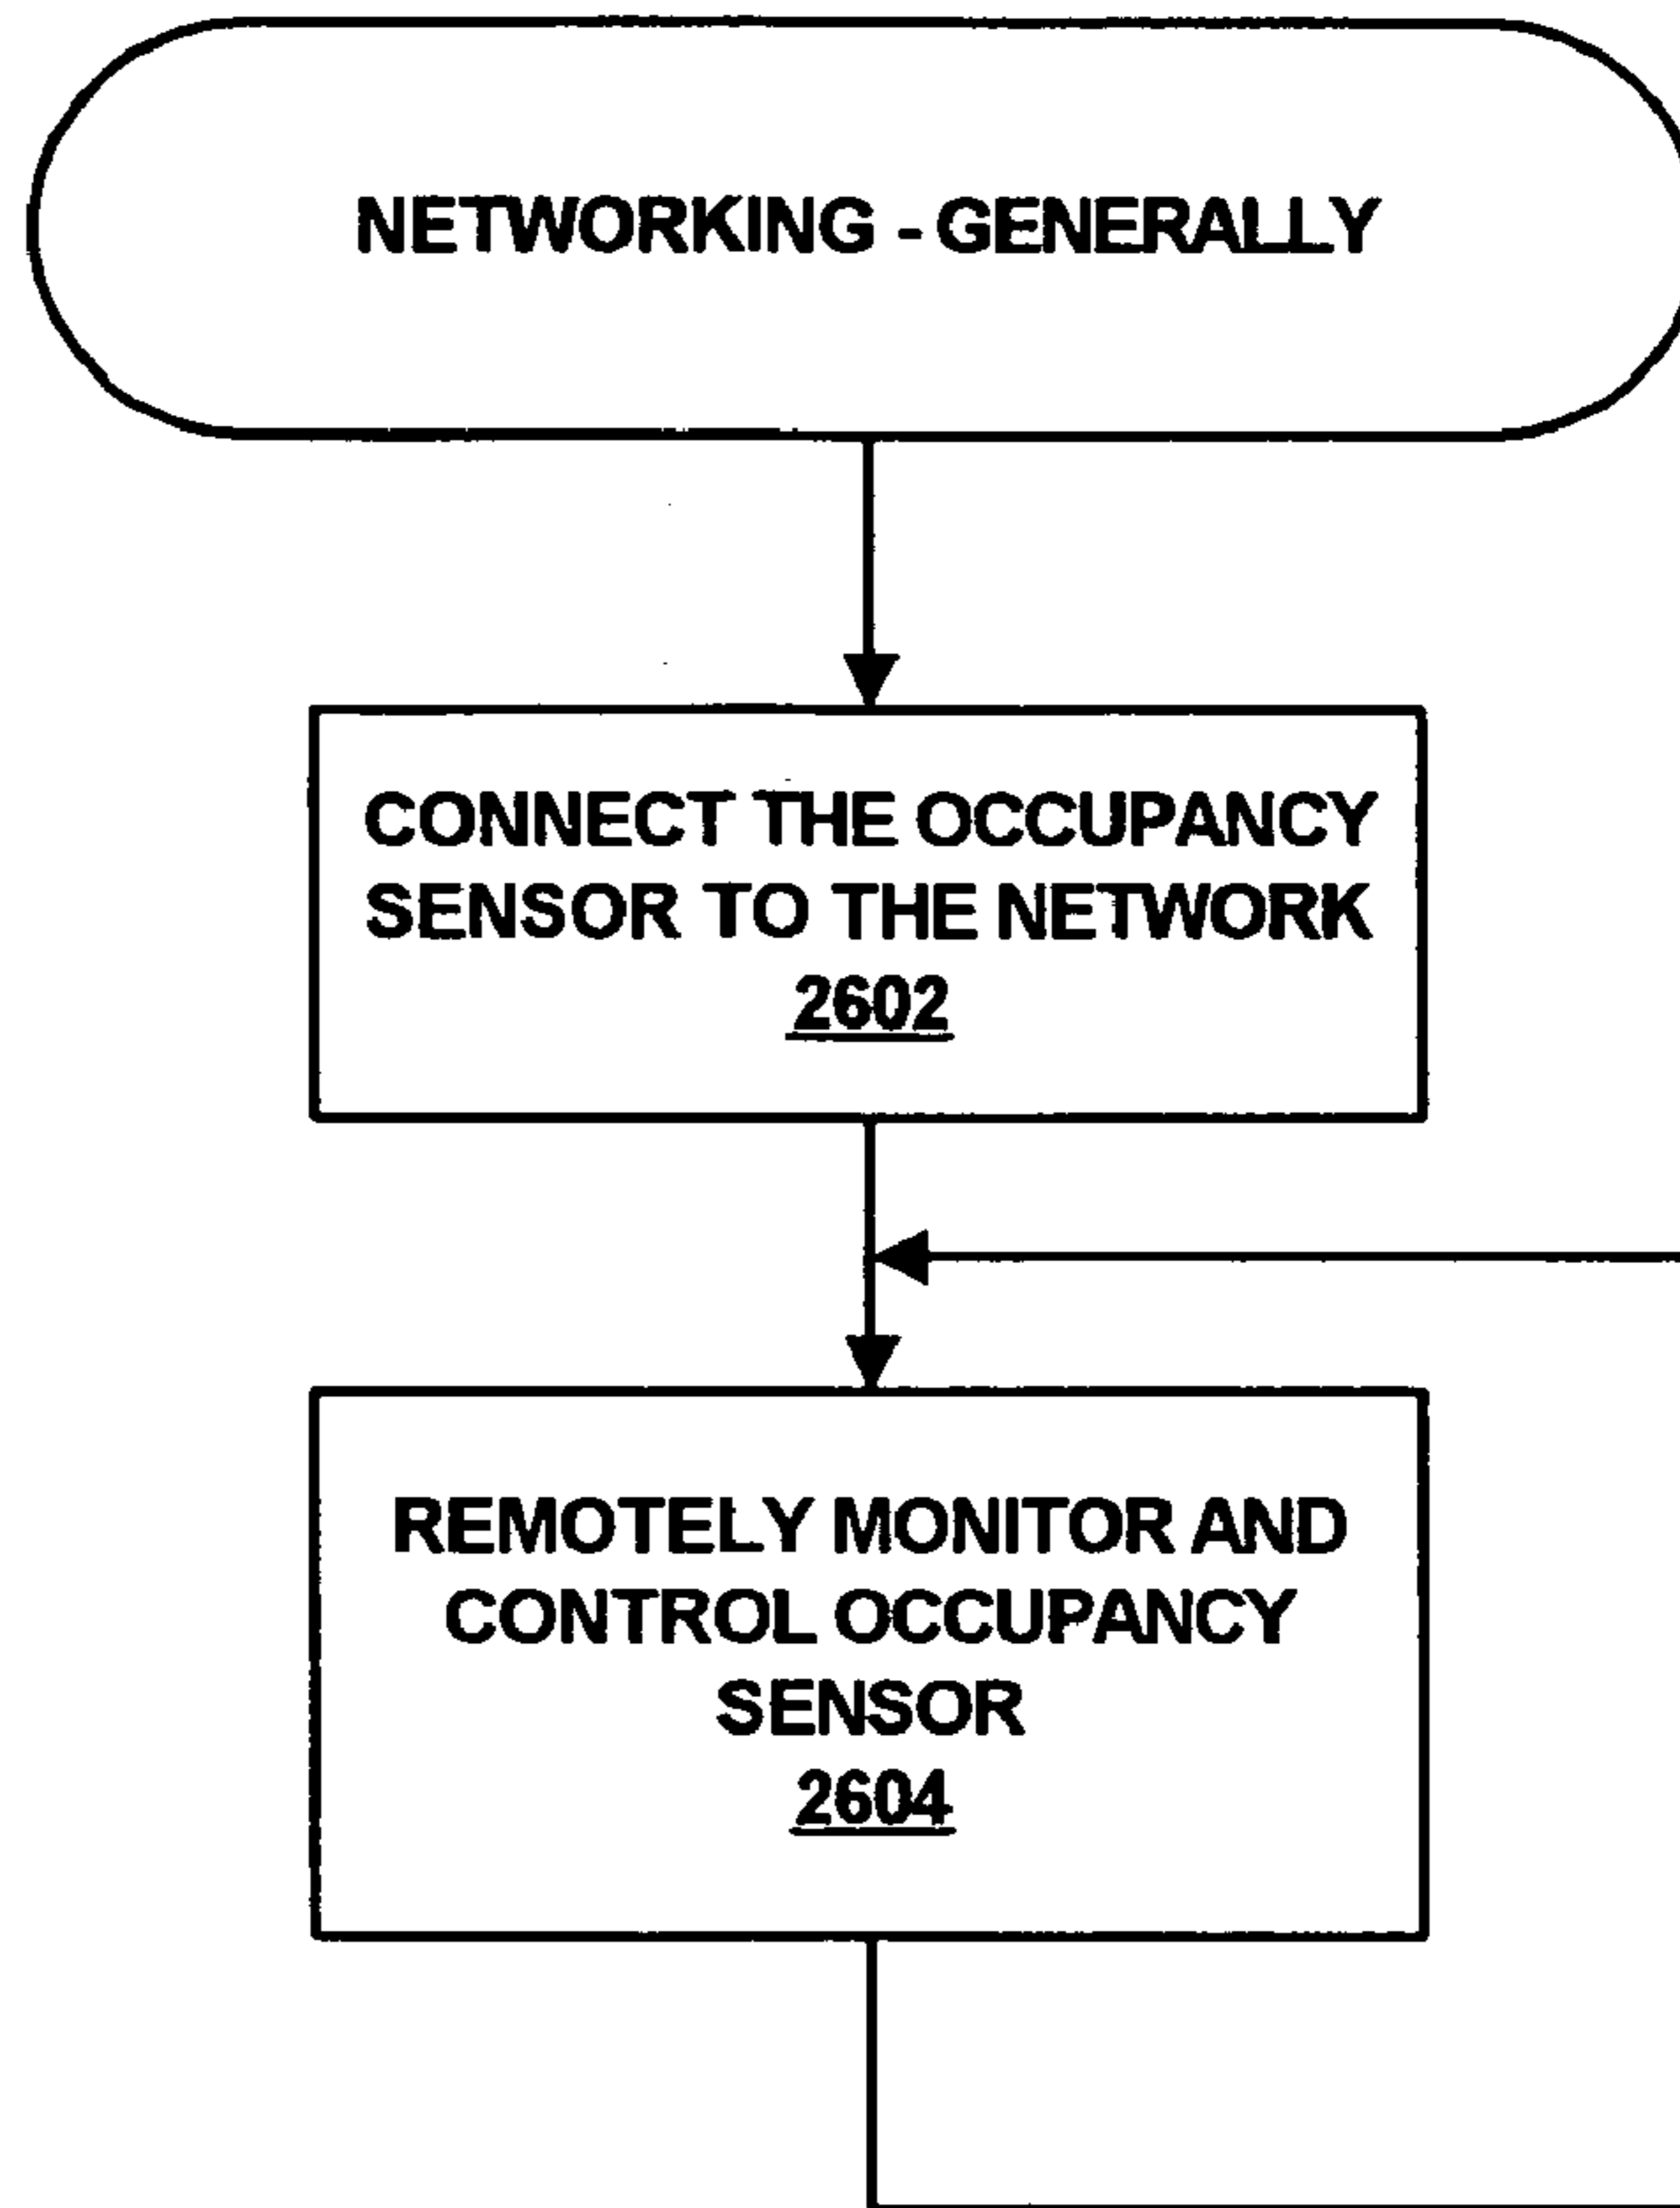 NETWORKING - GENERALLY
CONNECT THE OCCUPANCY
SENSOR TO THE NETWORK
2602
REMOTELY MONITOR AND
CONTROL OCCUPANCY
SENSOR
2604